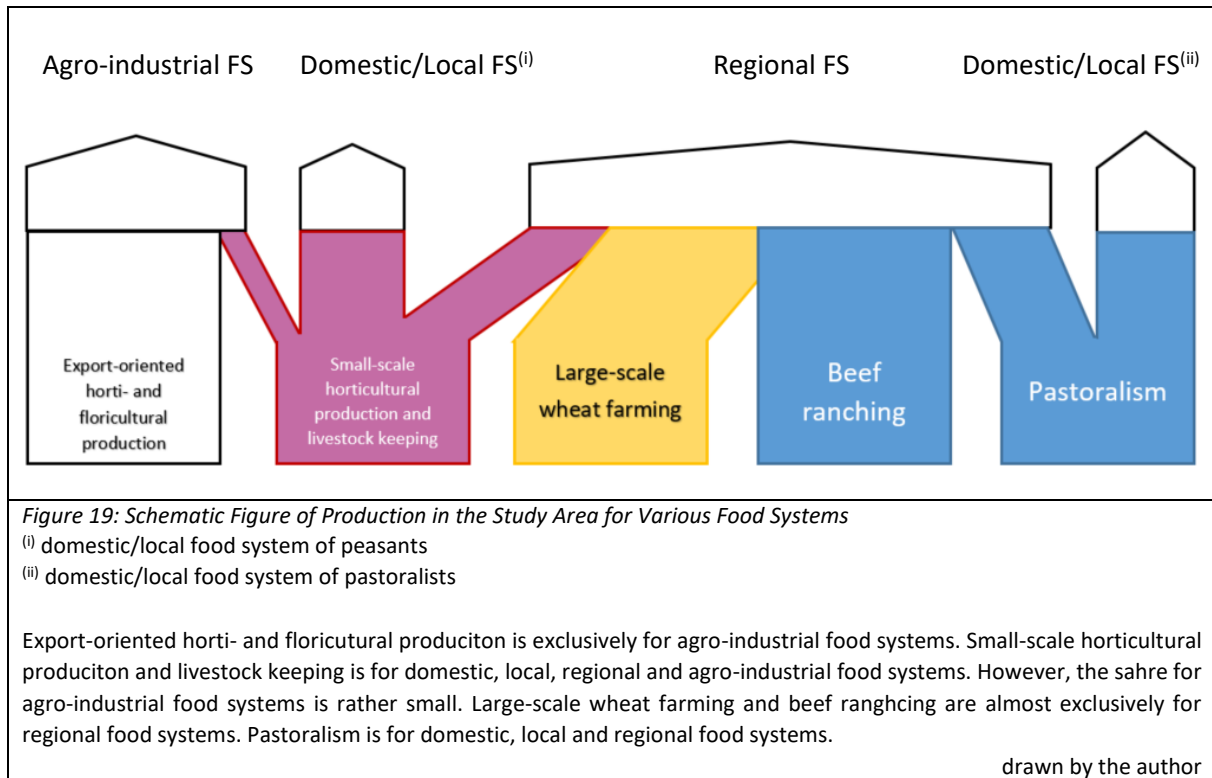 Agro-industrial FS Domestic/Local FS(i) Regional FS Domestic/Local FS(ii)
Export-oriented
horti- and
floricultural
production
Small-scale
horticultural
production and
livestock keeping
Large-scale
wheat farming
Beef
ranching
Pastoralism
Figure 19: Schematic Figure of Production in the Study Area for Various Food Systems
(i) domestic/local food system of peasants
(ii) domestic/local food system of pastoralists
Export-oriented horti- and floricutural produciton is exclusively for agro-industrial food systems. Small-scale horticultural
produciton and livestock keeping is for domestic, local, regional and agro-industrial food systems. However, the sahre for
agro-industrial food systems is rather small. Large-scale wheat farming and beef ranghcing are almost exclusively for
regional food systems. Pastoralism is for domestic, local and regional food systems.
drawn by the author